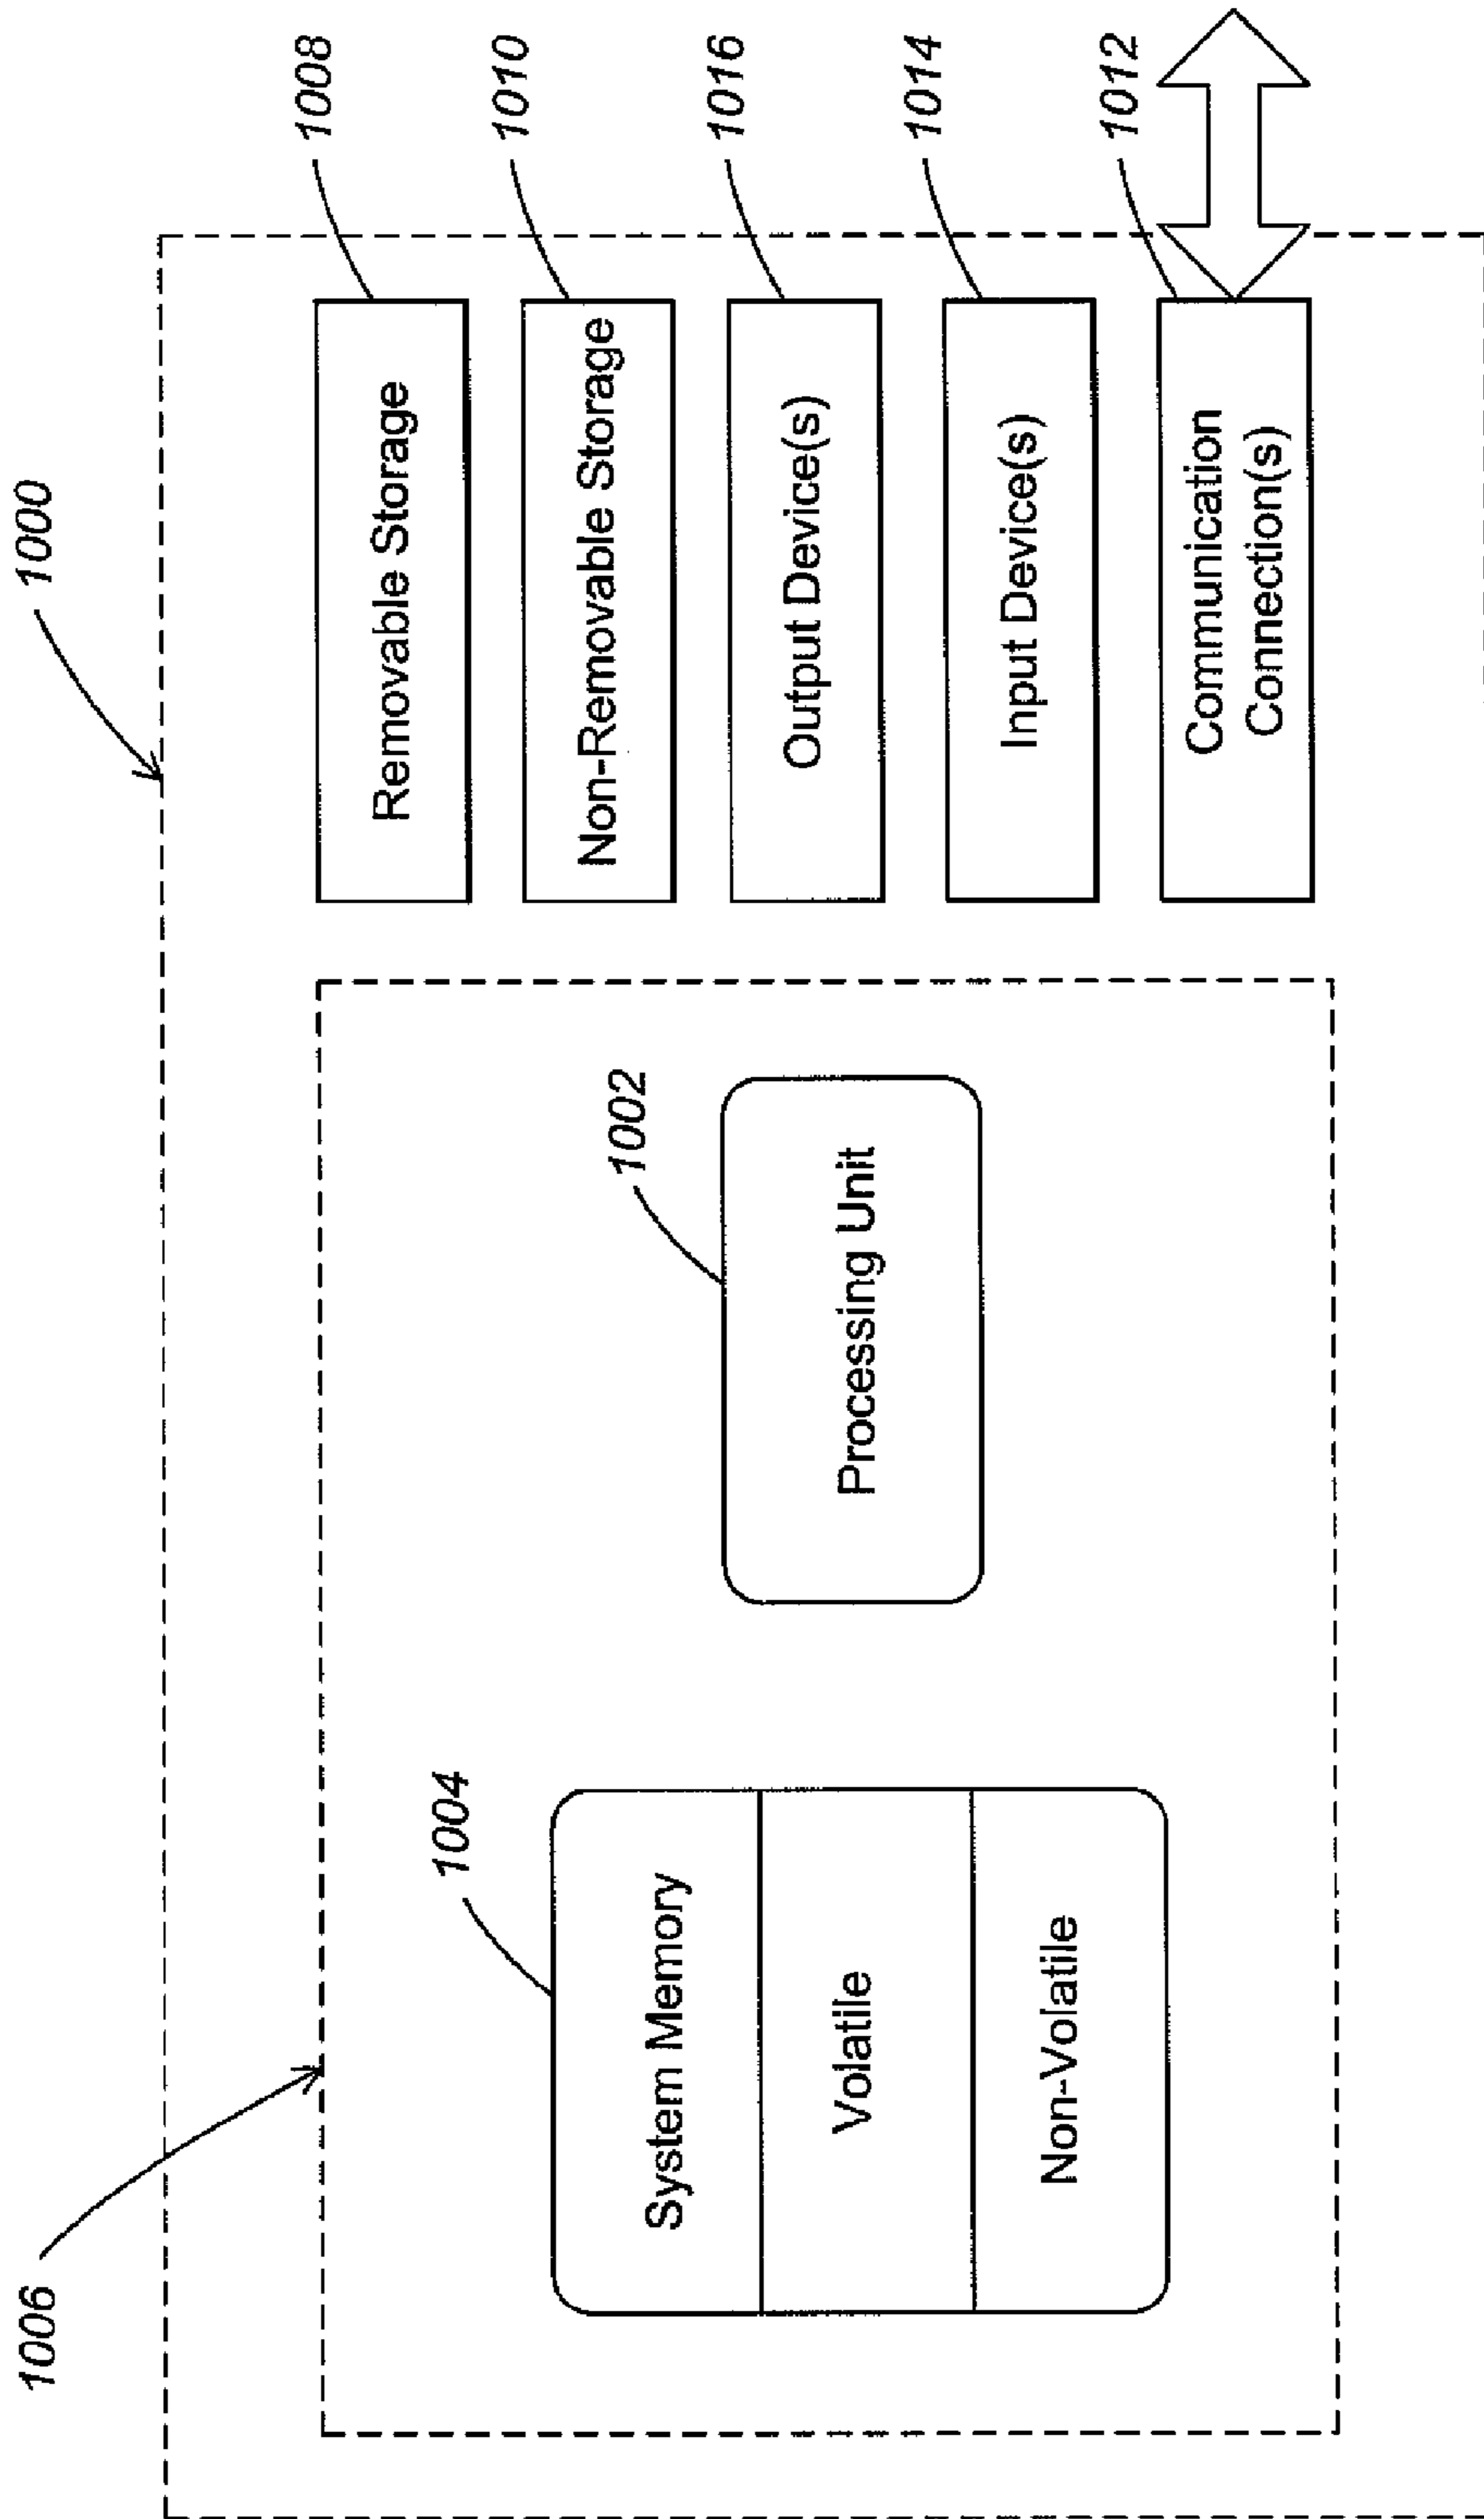 1000
1006
1008
Removable Storage
1010
Non-Removable Storage
1016
Output Device(s)
1014
Input Device(s)
1012
Communication
Connection(s)
1002
Processing Unit
1004
System Memory
Volatile
Non-Volatile